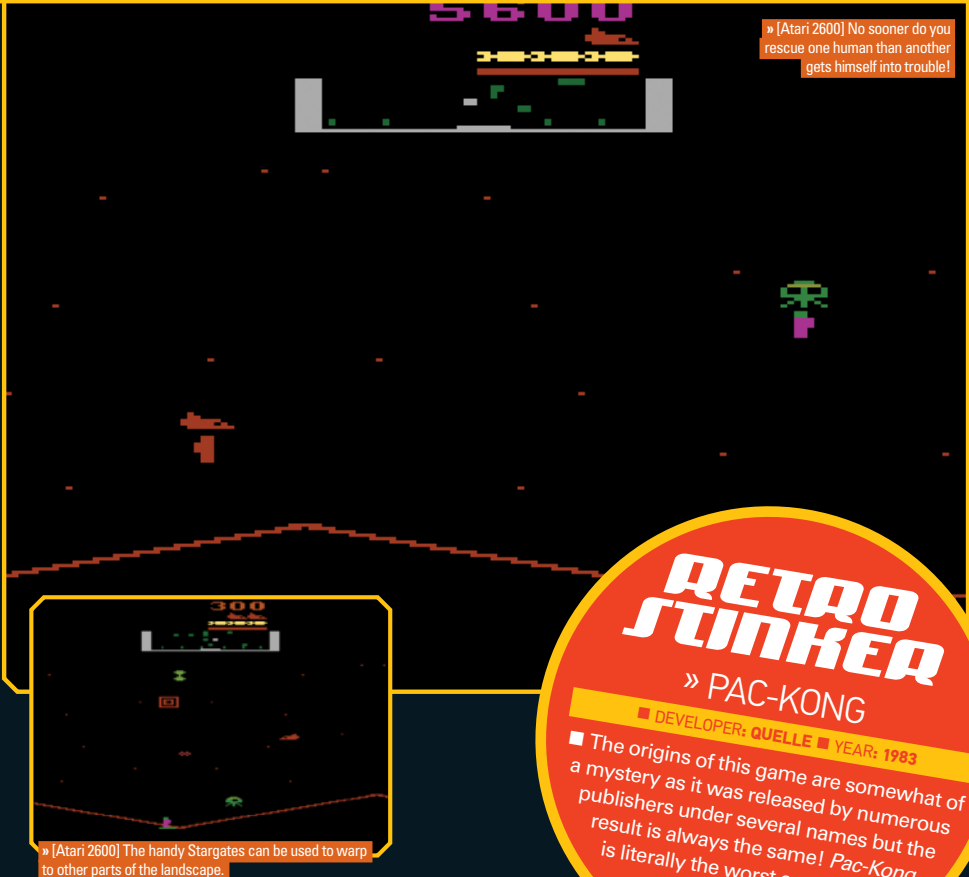 5600
» [Atari 2600] No sooner do you
rescue one human than another
gets himself into trouble!
300
» [Atari 2600] The handy Stargates can be used to warp
to other parts of the landscape.
RETRO
STINKER
» PAC-KONG
■ DEVELOPER: QUELLE ■ YEAR: 1983
■ The origins of this game are somewhat of
a mystery as it was released by numerous
publishers under several names but the
result is always the same! Pac-Kong
is literally the worst